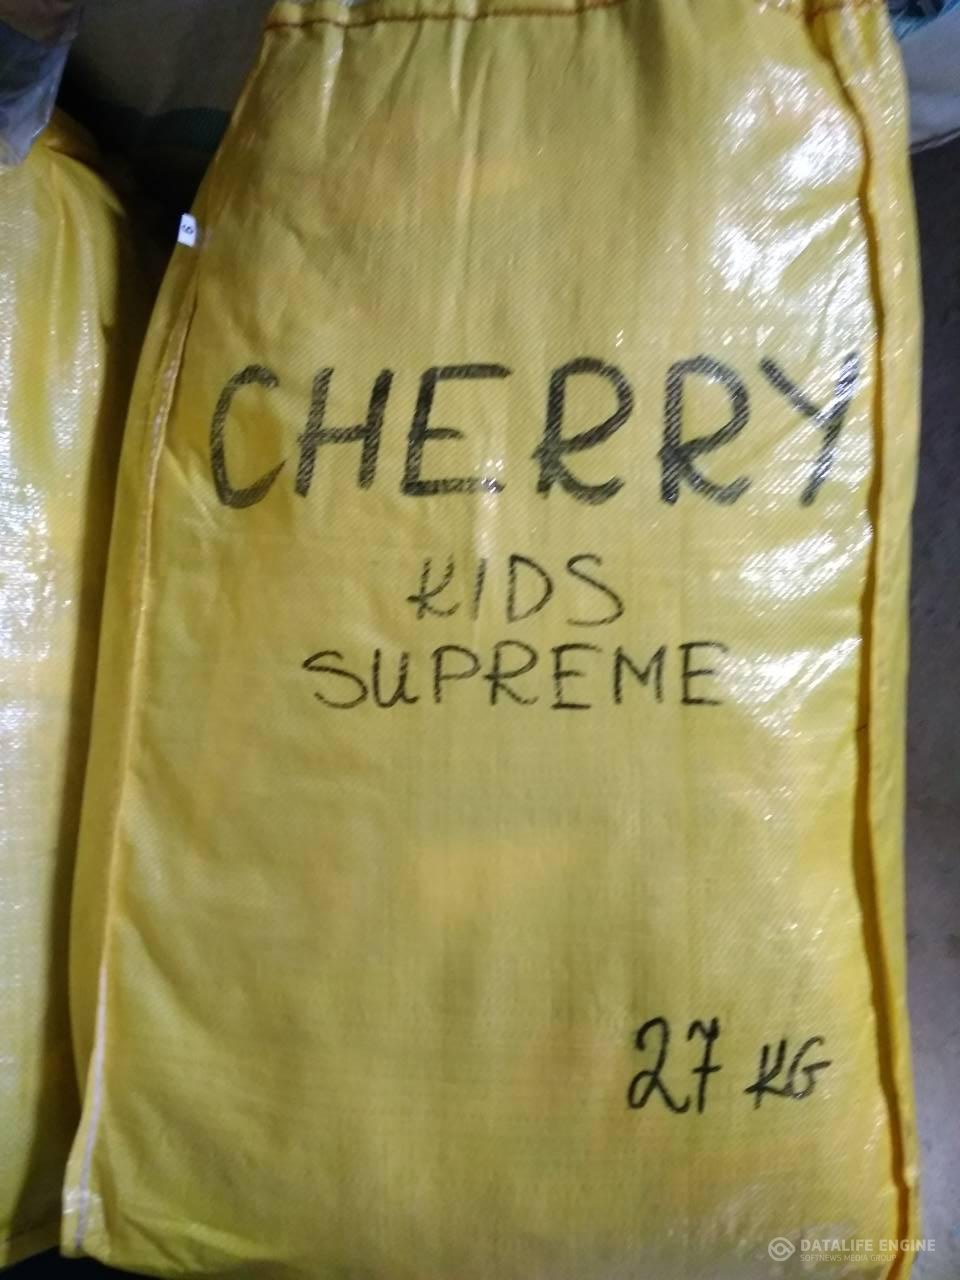 CHERRY
KIDS
SUPREME
27 KG
DATALIFE ENGINE
SOFTNEWS MEDIA GROUP